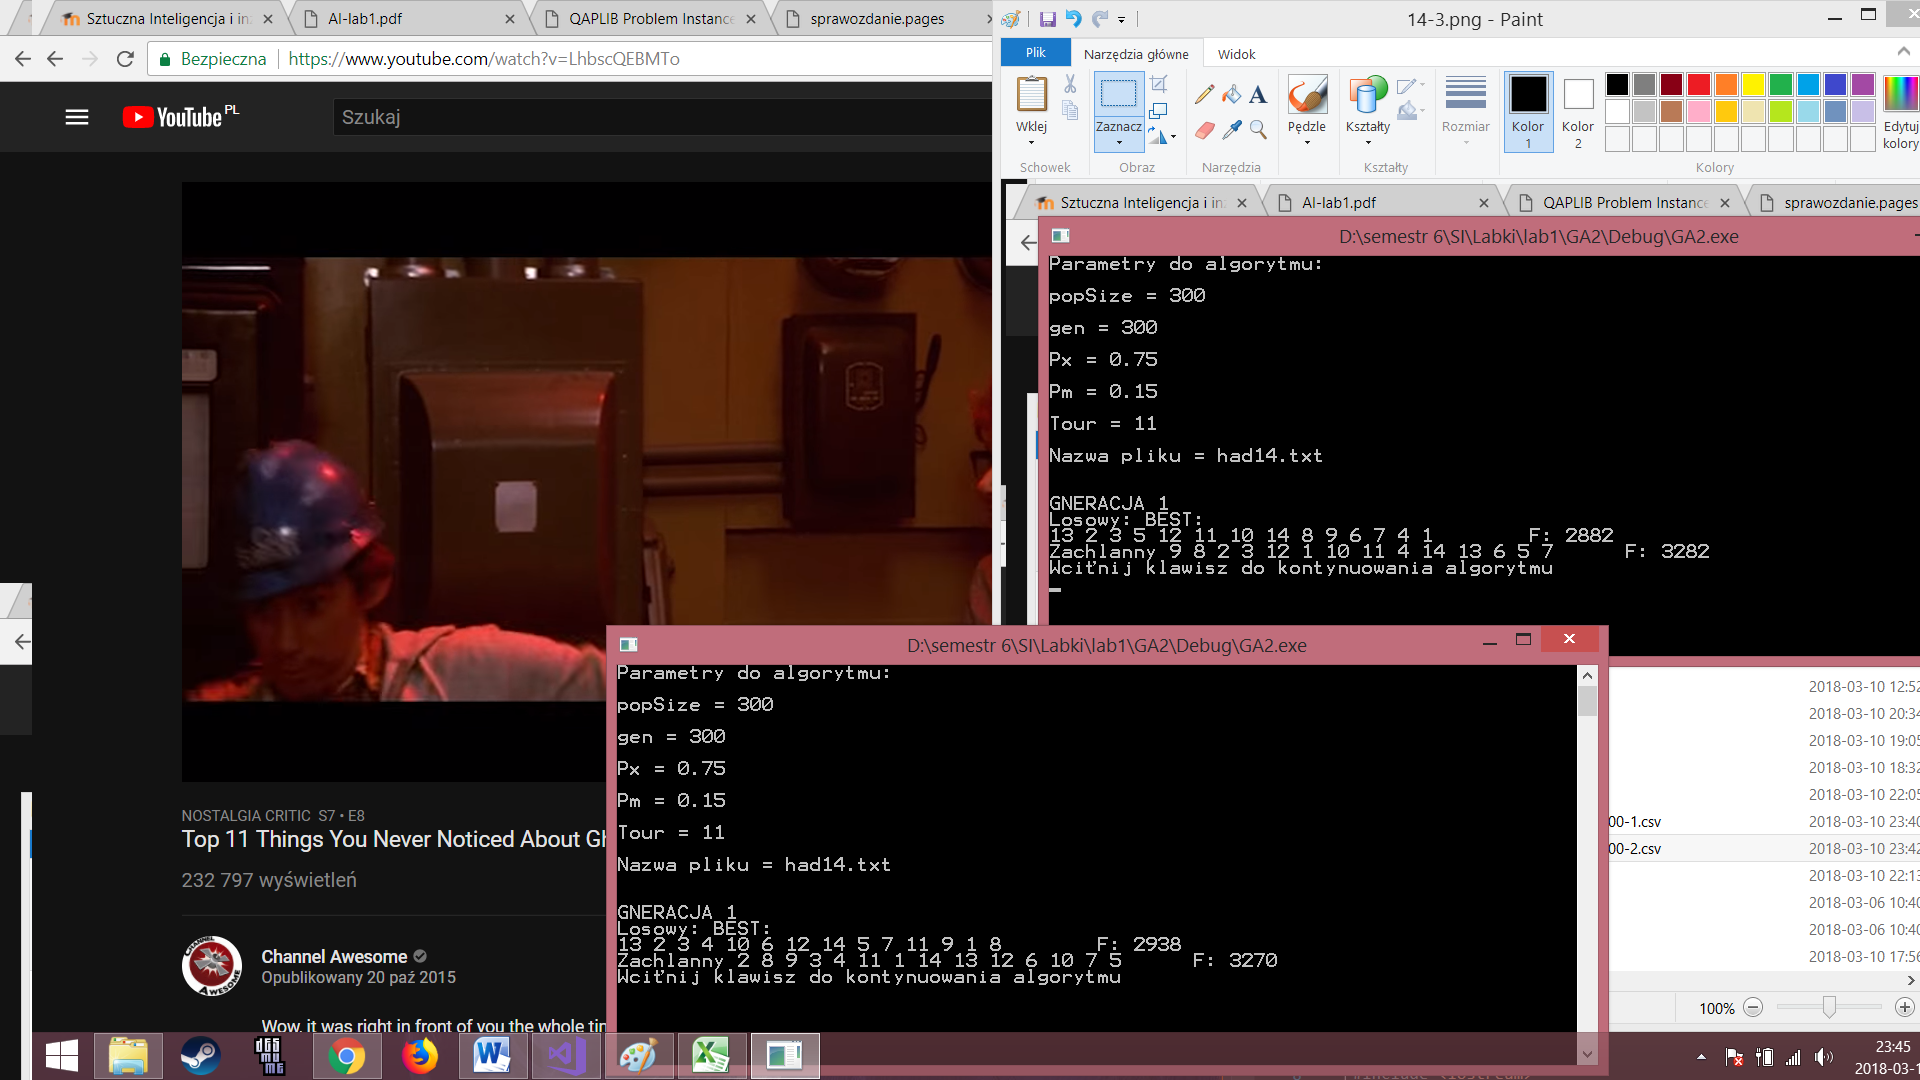 Sztuczna Inteligencja i in
AI-lab1.pdf
QAPLIB Problem Instance
sprawozdanie.pages
Bezpieczna
https://www.youtube.com/watch?v=LhbscQEBMTo
YouTube PL
Szukaj
NOSTALGIA CRITIC S7 • E8
Top 11 Things You Never Noticed About Gh
232 797 wyświetleń
Channel Awesome
Opublikowany 20 paź 2015
Wow, it was right in front of you the whole tim
14-3.png - Paint
Plik
Narzędzia główne
Widok
Wklej
Zaznacz
Pędzle
Kształty
Rozmiar
Kolor 1
Kolor 2
Edytuj kolory
Schowek
Obraz
Narzędzia
Kształty
Kolory
Sztuczna Inteligencja i in
AI-lab1.pdf
QAPLIB Problem Instance
sprawozdanie.pages
D:\semestr 6\SI\Labki\lab1\GA2\Debug\GA2.exe
Parametry do algorytmu:
popSize = 300
gen = 300
Px = 0.75
Pm = 0.15
Tour = 11
Nazwa pliku = had14.txt
GNERACJA 1
Losowy: BEST:
13 2 3 5 12 11 10 14 8 9 6 7 4 1 F: 2882
Zachlanny 9 8 2 3 12 1 10 11 4 14 13 6 5 7 F: 3282
Wciťnij klawisz do kontynuowania algorytmu
D:\semestr 6\SI\Labki\lab1\GA2\Debug\GA2.exe
Parametry do algorytmu:
popSize = 300
gen = 300
Px = 0.75
Pm = 0.15
Tour = 11
Nazwa pliku = had14.txt
GNERACJA 1
Losowy: BEST:
13 2 3 4 10 6 12 14 5 7 11 9 1 8 F: 2938
Zachlanny 2 8 9 3 4 11 1 14 13 12 6 10 7 5 F: 3270
Wciťnij klawisz do kontynuowania algorytmu
2018-03-10 12:52
2018-03-10 20:34
2018-03-10 19:05
2018-03-10 18:32
2018-03-10 22:05
00-1.csv 2018-03-10 23:40
00-2.csv 2018-03-10 23:42
2018-03-10 22:13
2018-03-06 10:40
2018-03-06 10:40
2018-03-10 17:56
100%
23:45
2018-03-1